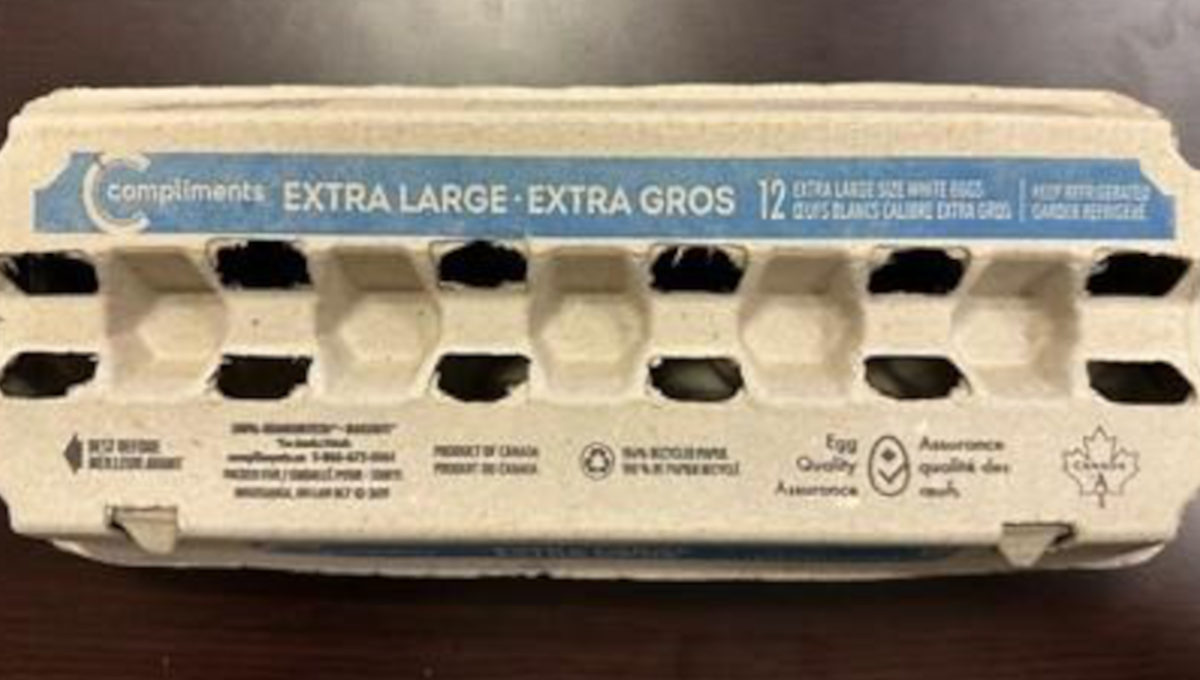 compliments
EXTRA LARGE · EXTRA GROS
12
EXTRA LARGE SIZE WHITE EGGS
ŒUFS BLANCS CALIBRE EXTRA GROS
KEEP REFRIGERATED
GARDER RÉFRIGÉRÉ
BEST BEFORE
MEILLEUR AVANT
PRODUCT OF CANADA
PRODUIT DU CANADA
100% RECYCLED PAPER
100% DE PAPIER RECYCLÉ
Egg
Quality
Assurance
Assurance
qualité des
œufs
CANADA
A
EXTRA GROS